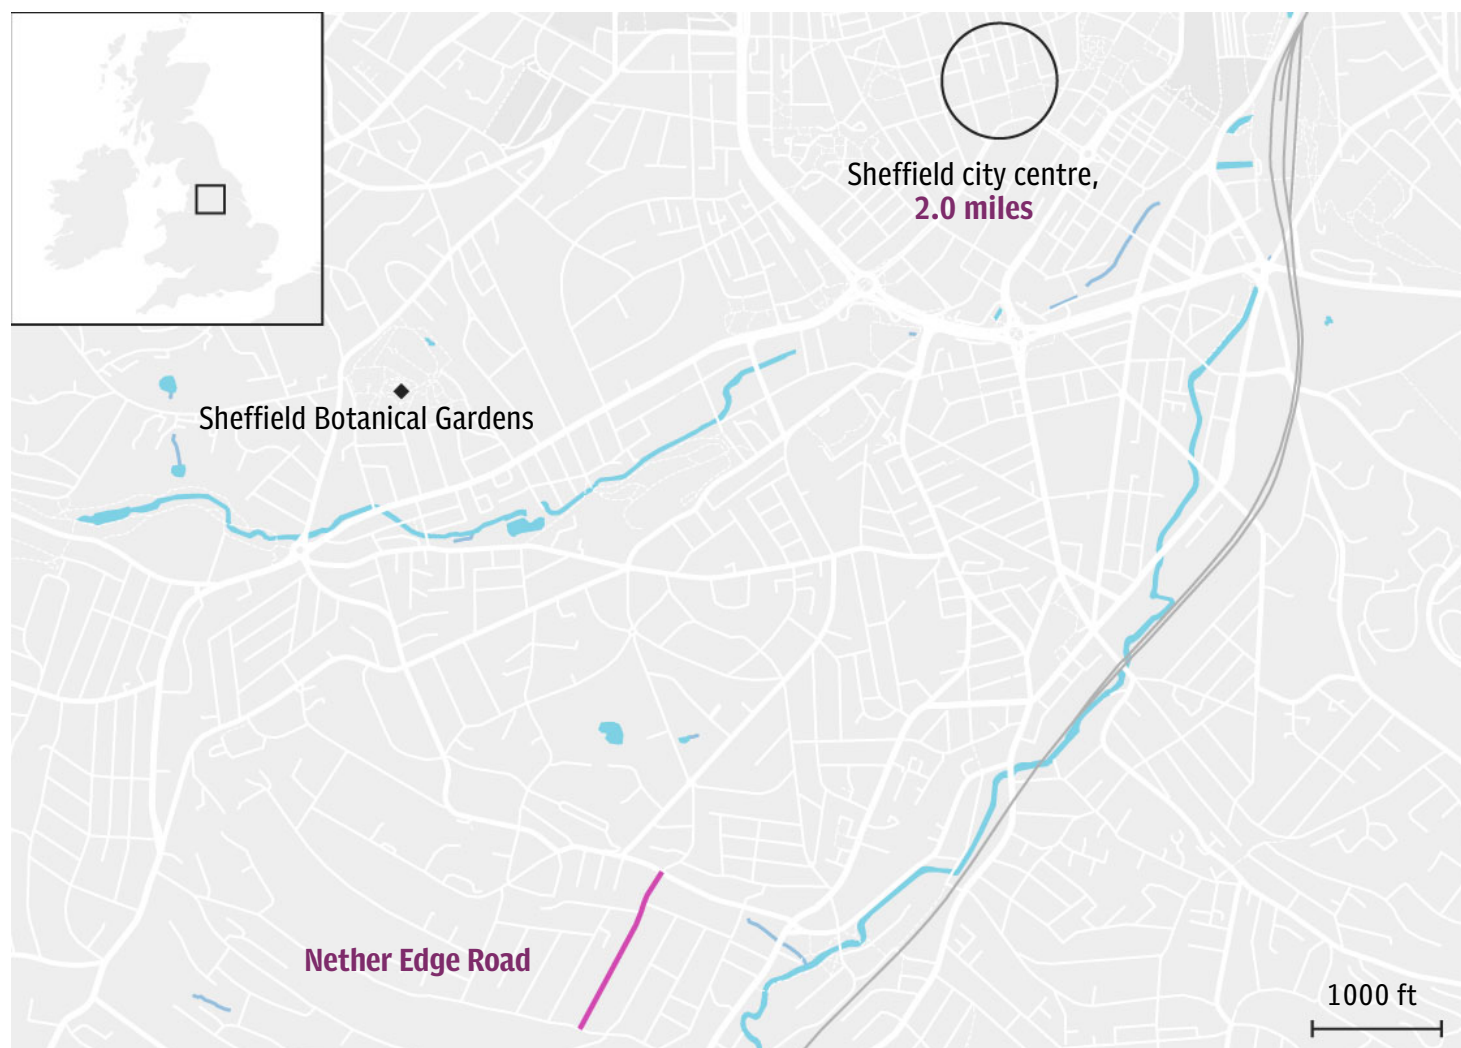 Sheffield city centre,
2.0 miles
Sheffield Botanical Gardens
Nether Edge Road
1000 ft